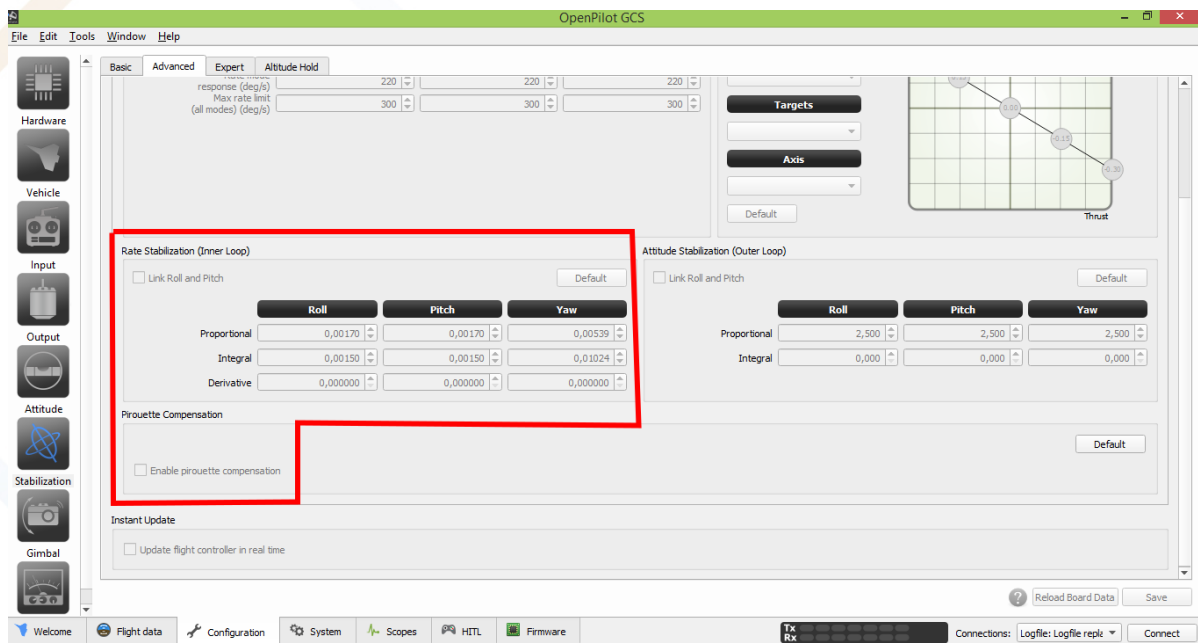 OpenPilot GCS
File Edit Tools Window Help
Basic Advanced Expert Altitude Hold
response (deg/s) 220 220 220
Max rate limit
(all modes) (deg/s) 300 300 300
Targets
Axis
Default
0.00
-0.15
-0.30
Thrust
Hardware
Vehicle
Input
Output
Attitude
Stabilization
Gimbal
Rate Stabilization (Inner Loop)
Link Roll and Pitch Default
Roll Pitch Yaw
Proportional 0,00170 0,00170 0,00539
Integral 0,00150 0,00150 0,01024
Derivative 0,000000 0,000000 0,000000
Attitude Stabilization (Outer Loop)
Link Roll and Pitch Default
Roll Pitch Yaw
Proportional 2,500 2,500 2,500
Integral 0,000 0,000 0,000
Pirouette Compensation
Default
Enable pirouette compensation
Instant Update
Update flight controller in real time
Reload Board Data Save
Welcome Flight data Configuration System Scopes HITL Firmware
Tx
Rx
Connections: Logfile: Logfile repla Connect